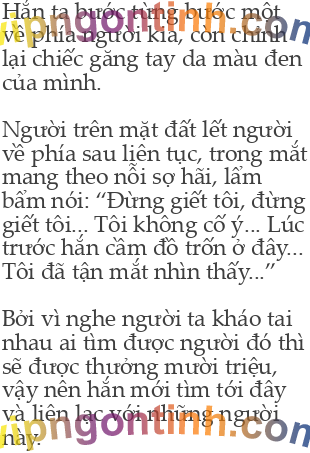 Hắn ta bước từng bước một
về phía người kia, còn chỉnh
lại chiếc găng tay da màu đen
của mình.
Người trên mặt đất lết người
về phía sau liên tục, trong mắt
mang theo nỗi sợ hãi, lẩm
bẩm nói: “Đừng giết tôi, đừng
giết tôi... Tôi không cố ý... Lúc
trước hắn cầm đồ trốn ở đây...
Tôi đã tận mắt nhìn thấy...”
Bởi vì nghe người ta kháo tai
nhau ai tìm được người đó thì
sẽ được thưởng mười triệu,
vậy nên hắn mới tìm tới đây
và liên lạc với những người
này.
vipngontinh.com
vipngontinh.com